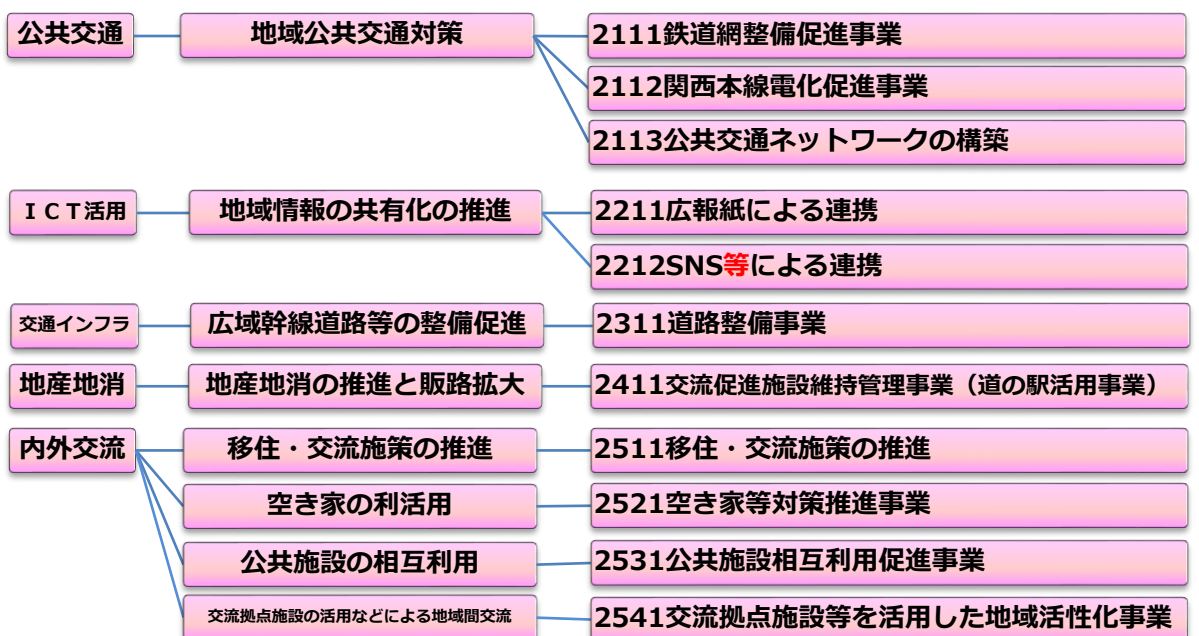 公共交通
地域公共交通対策
2111鉄道網整備促進事業
2112関西本線電化促進事業
2113公共交通ネットワークの構築
ＩＣＴ活用
地域情報の共有化の推進
2211広報紙による連携
2212SNS等による連携
交通インフラ
広域幹線道路等の整備促進
2311道路整備事業
地産地消
地産地消の推進と販路拡大
2411交流促進施設維持管理事業（道の駅活用事業）
内外交流
移住・交流施策の推進
2511移住・交流施策の推進
空き家の利活用
2521空き家等対策推進事業
公共施設の相互利用
2531公共施設相互利用促進事業
交流拠点施設の活用などによる地域間交流
2541交流拠点施設等を活用した地域活性化事業